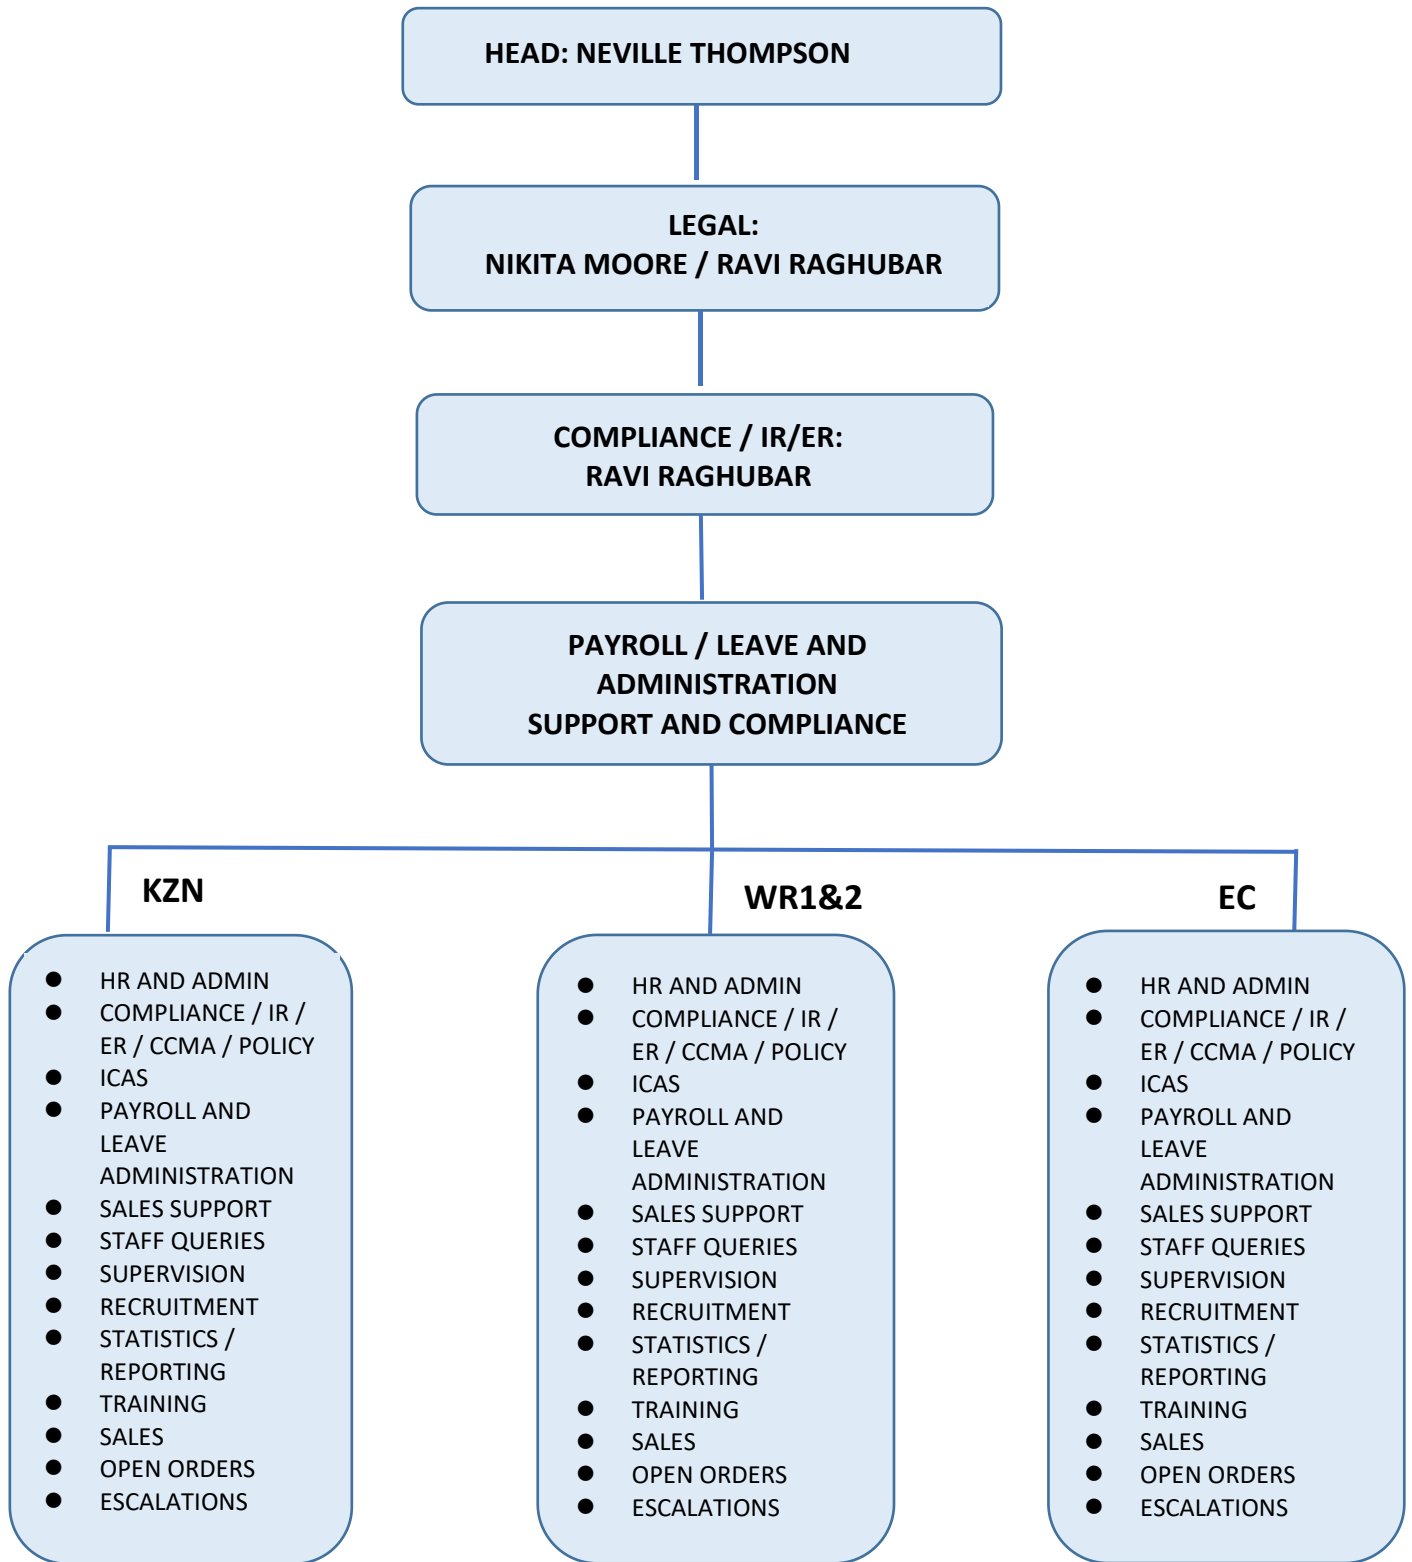 HEAD: NEVILLE THOMPSON
LEGAL:
NIKITA MOORE / RAVI RAGHUBAR
COMPLIANCE / IR/ER:
RAVI RAGHUBAR
PAYROLL / LEAVE AND
ADMINISTRATION
SUPPORT AND COMPLIANCE
KZN
● HR AND ADMIN
● COMPLIANCE / IR /
ER / CCMA / POLICY
● ICAS
● PAYROLL AND
LEAVE
ADMINISTRATION
● SALES SUPPORT
● STAFF QUERIES
● SUPERVISION
● RECRUITMENT
● STATISTICS /
REPORTING
● TRAINING
● SALES
● OPEN ORDERS
● ESCALATIONS
WR1&2
● HR AND ADMIN
● COMPLIANCE / IR /
ER / CCMA / POLICY
● ICAS
● PAYROLL AND
LEAVE
ADMINISTRATION
● SALES SUPPORT
● STAFF QUERIES
● SUPERVISION
● RECRUITMENT
● STATISTICS /
REPORTING
● TRAINING
● SALES
● OPEN ORDERS
● ESCALATIONS
EC
● HR AND ADMIN
● COMPLIANCE / IR /
ER / CCMA / POLICY
● ICAS
● PAYROLL AND
LEAVE
ADMINISTRATION
● SALES SUPPORT
● STAFF QUERIES
● SUPERVISION
● RECRUITMENT
● STATISTICS /
REPORTING
● TRAINING
● SALES
● OPEN ORDERS
● ESCALATIONS